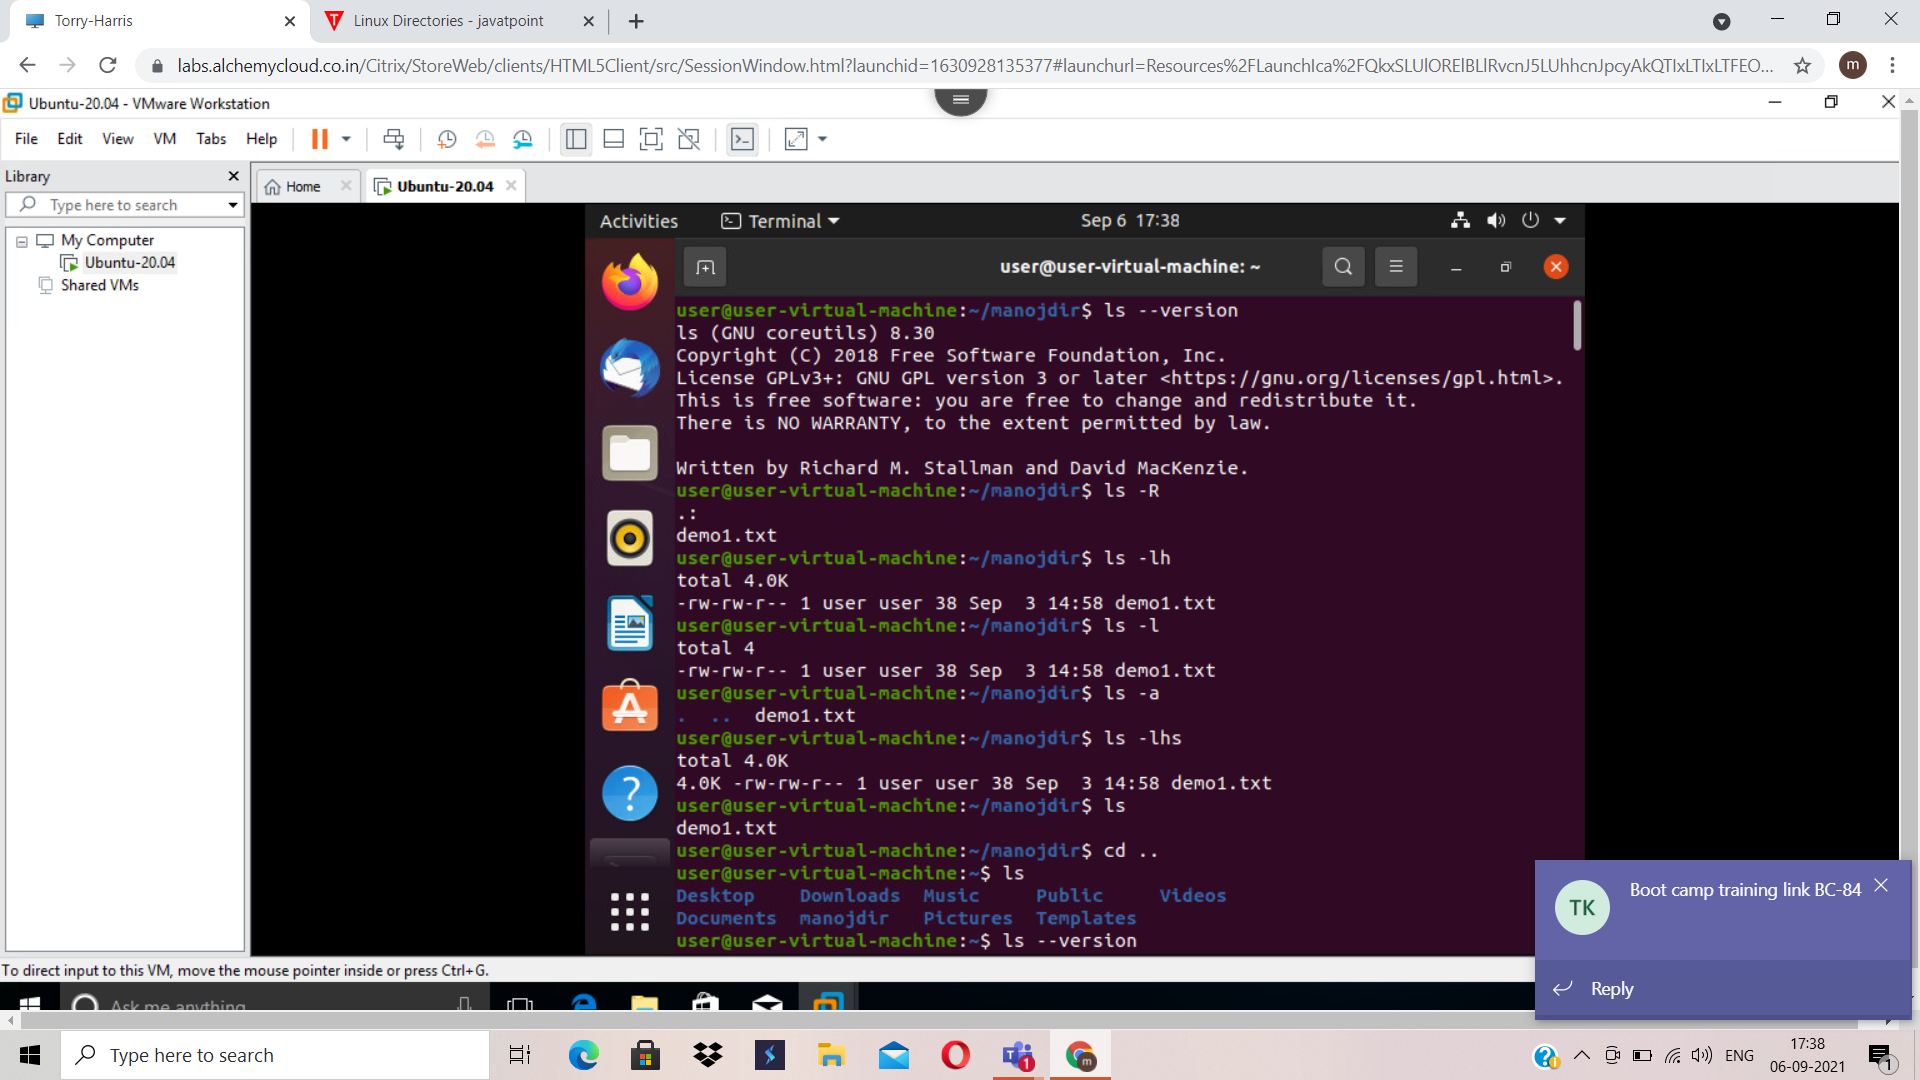 Torry-Harris
Linux Directories - javatpoint
labs.alchemycloud.co.in/Citrix/StoreWeb/clients/HTML5Client/src/SessionWindow.html?launchid=1630928135377#launchurl=Resources%2FLaunchIca%2F
m
Ubuntu-20.04 - VMware Workstation
File Edit View VM Tabs Help
Library
Type here to search
My Computer
Ubuntu-20.04
Shared VMs
Home
Ubuntu-20.04
Activities Terminal Sep 6 17:38
user@user-virtual-machine: ~
user@user-virtual-machine:~/manojdir$ ls --version
ls (GNU coreutils) 8.30
Copyright (C) 2018 Free Software Foundation, Inc.
License GPLv3+: GNU GPL version 3 or later <https://gnu.org/licenses/gpl.html>.
This is free software: you are free to change and redistribute it.
There is NO WARRANTY, to the extent permitted by law.
Written by Richard M. Stallman and David MacKenzie.
user@user-virtual-machine:~/manojdir$ ls -R
.:
demo1.txt
user@user-virtual-machine:~/manojdir$ ls -lh
total 4.0K
-rw-rw-r-- 1 user user 38 Sep  3 14:58 demo1.txt
user@user-virtual-machine:~/manojdir$ ls -l
total 4
-rw-rw-r-- 1 user user 38 Sep  3 14:58 demo1.txt
user@user-virtual-machine:~/manojdir$ ls -a
.  ..  demo1.txt
user@user-virtual-machine:~/manojdir$ ls -lhs
total 4.0K
4.0K -rw-rw-r-- 1 user user 38 Sep  3 14:58 demo1.txt
user@user-virtual-machine:~/manojdir$ ls
demo1.txt
user@user-virtual-machine:~/manojdir$ cd ..
user@user-virtual-machine:~$ ls
Desktop    Downloads  Music     Public     Videos
Documents  manojdir   Pictures  Templates
user@user-virtual-machine:~$ ls --version
TK
Boot camp training link BC-84
Reply
To direct input to this VM, move the mouse pointer inside or press Ctrl+G.
Ask me anything
Type here to search
1
ENG
17:38
06-09-2021
1